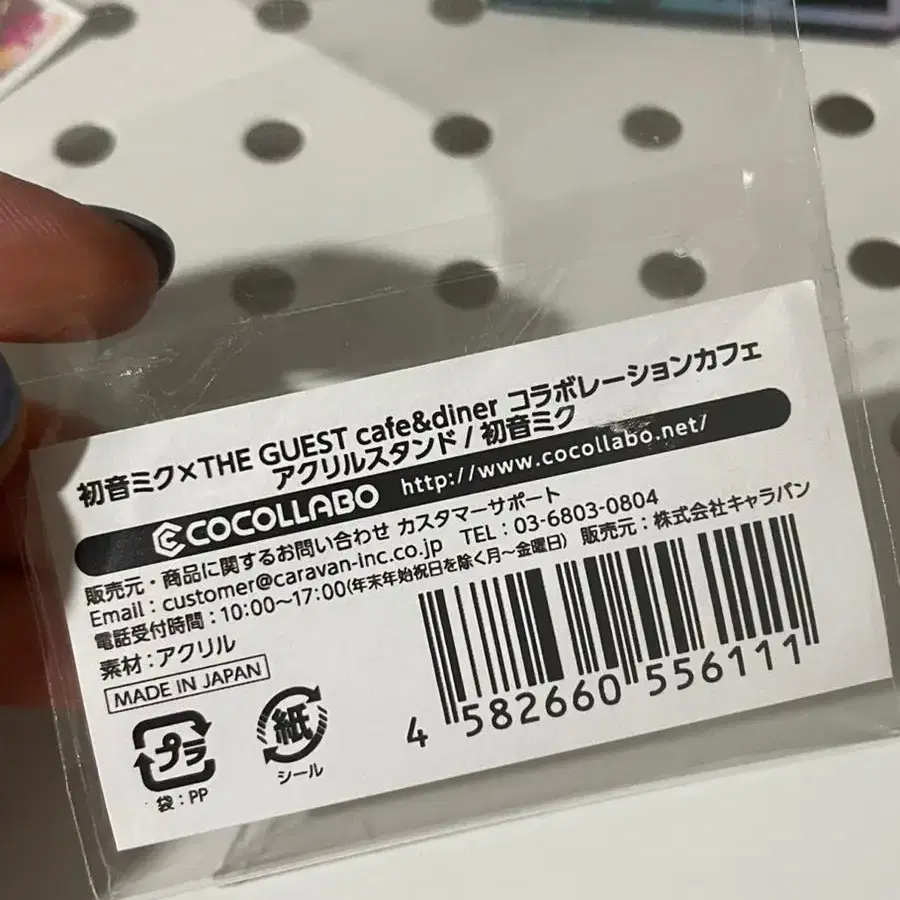 初音ミク×THE GUEST cafe&diner コラボレーションカフェ
アクリルスタンド / 初音ミク
COCOLLABO http://www.cocollabo.net/
販売元・商品に関するお問い合わせ カスタマーサポート
Email：customer@caravan-inc.co.jp TEL：03-6803-0804
電話受付時間：10:00～17:00(年末年始祝日を除く月～金曜日) 販売元：株式会社キャラバン
素材：アクリル
MADE IN JAPAN
プラ
袋：PP
紙
シール
4 582660 556111